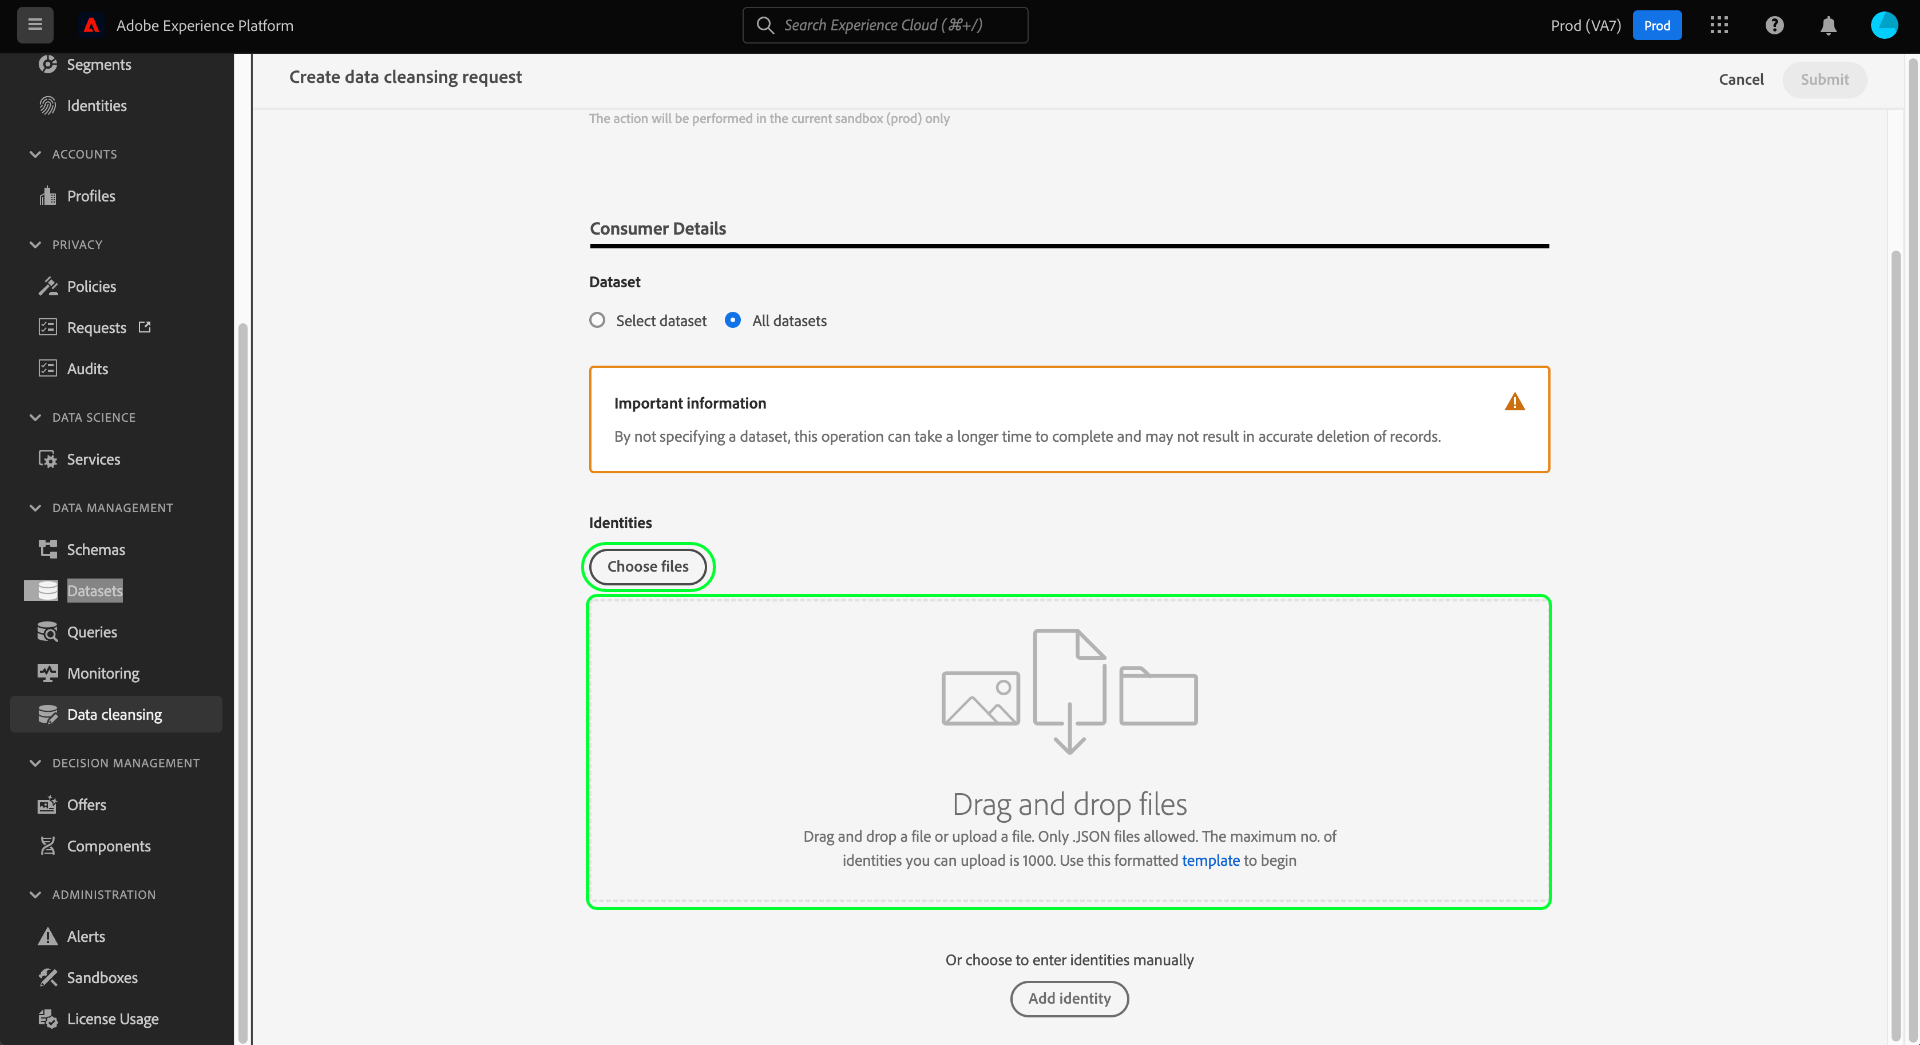 Adobe Experience Platform
Search Experience Cloud (⌘+/)
Prod (VA7)
Prod
Segments
Identities
ACCOUNTS
Profiles
PRIVACY
Policies
Requests
Audits
DATA SCIENCE
Services
DATA MANAGEMENT
Schemas
Datasets
Queries
Monitoring
Data cleansing
DECISION MANAGEMENT
Offers
Components
ADMINISTRATION
Alerts
Sandboxes
License Usage
Create data cleansing request
Cancel
Submit
The action will be performed in the current sandbox (prod) only
Consumer Details
Dataset
Select dataset
All datasets
Important information
By not specifying a dataset, this operation can take a longer time to complete and may not result in accurate deletion of records.
Identities
Choose files
Drag and drop files
Drag and drop a file or upload a file. Only .JSON files allowed. The maximum no. of
identities you can upload is 1000. Use this formatted template to begin
Or choose to enter identities manually
Add identity